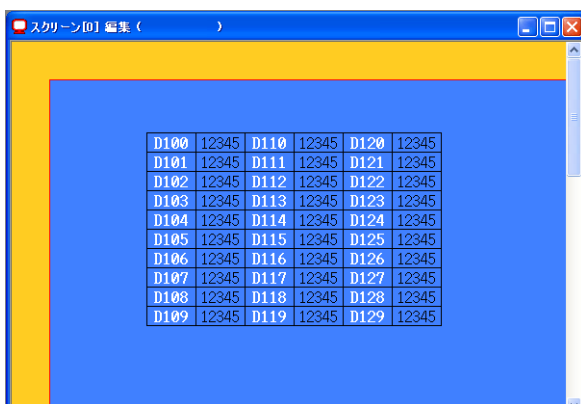 スクリーン[0] 編集 ( )
D100 12345 D110 12345 D120 12345
D101 12345 D111 12345 D121 12345
D102 12345 D112 12345 D122 12345
D103 12345 D113 12345 D123 12345
D104 12345 D114 12345 D124 12345
D105 12345 D115 12345 D125 12345
D106 12345 D116 12345 D126 12345
D107 12345 D117 12345 D127 12345
D108 12345 D118 12345 D128 12345
D109 12345 D119 12345 D129 12345